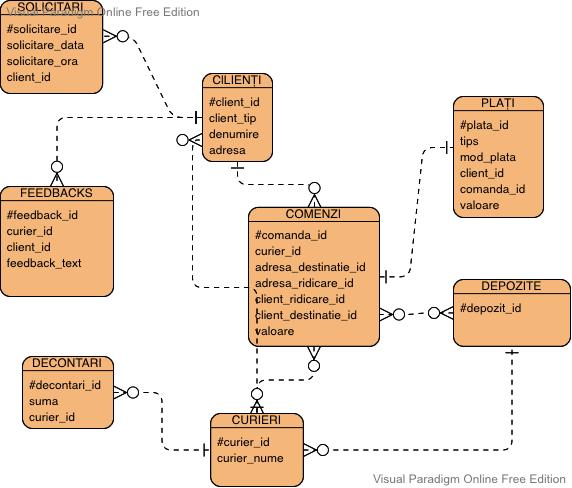 SOLICITARI
Visual Paradigm Online Free Edition
#solicitare_id
solicitare_data
solicitare_ora
client_id
CILIENȚI
#client_id
client_tip
denumire
adresa
PLAȚI
#plata_id
tips
mod_plata
client_id
comanda_id
valoare
FEEDBACKS
#feedback_id
curier_id
client_id
feedback_text
COMENZI
#comanda_id
curier_id
adresa_destinatie_id
adresa_ridicare_id
client_ridicare_id
client_destinatie_id
valoare
DEPOZITE
#depozit_id
DECONTARI
#decontari_id
suma
curier_id
CURIERI
#curier_id
curier_nume
Visual Paradigm Online Free Edition